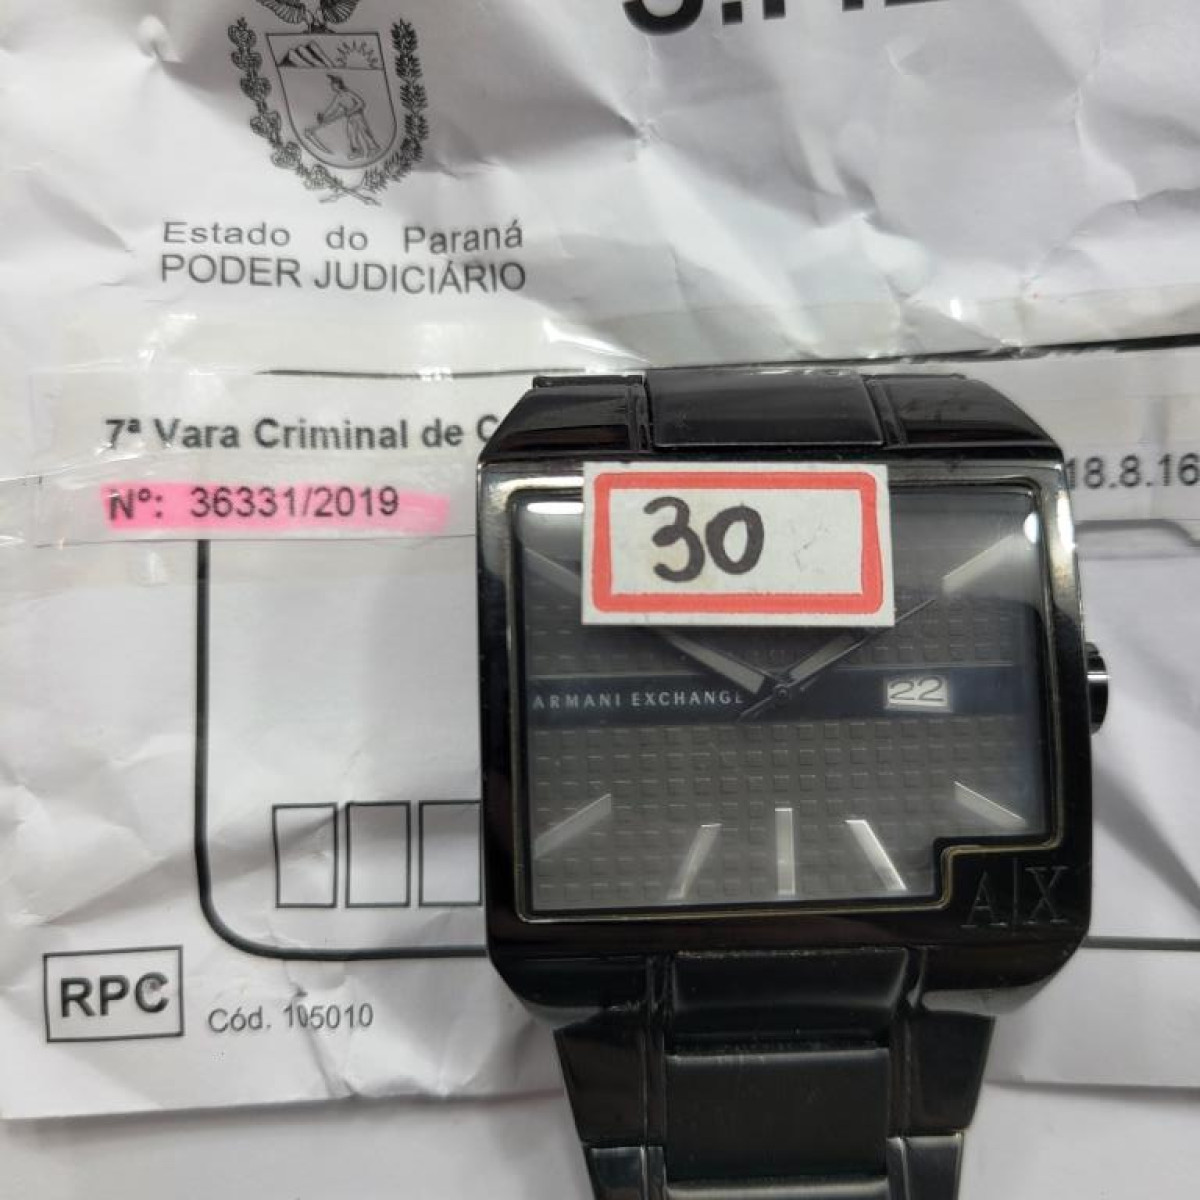 Estado do Paraná
PODER JUDICIÁRIO
7ª Vara Criminal de
Nº: 36331/2019
18.8.16
30
ARMANI EXCHANGE
22
A|X
RPC
Cód. 105010